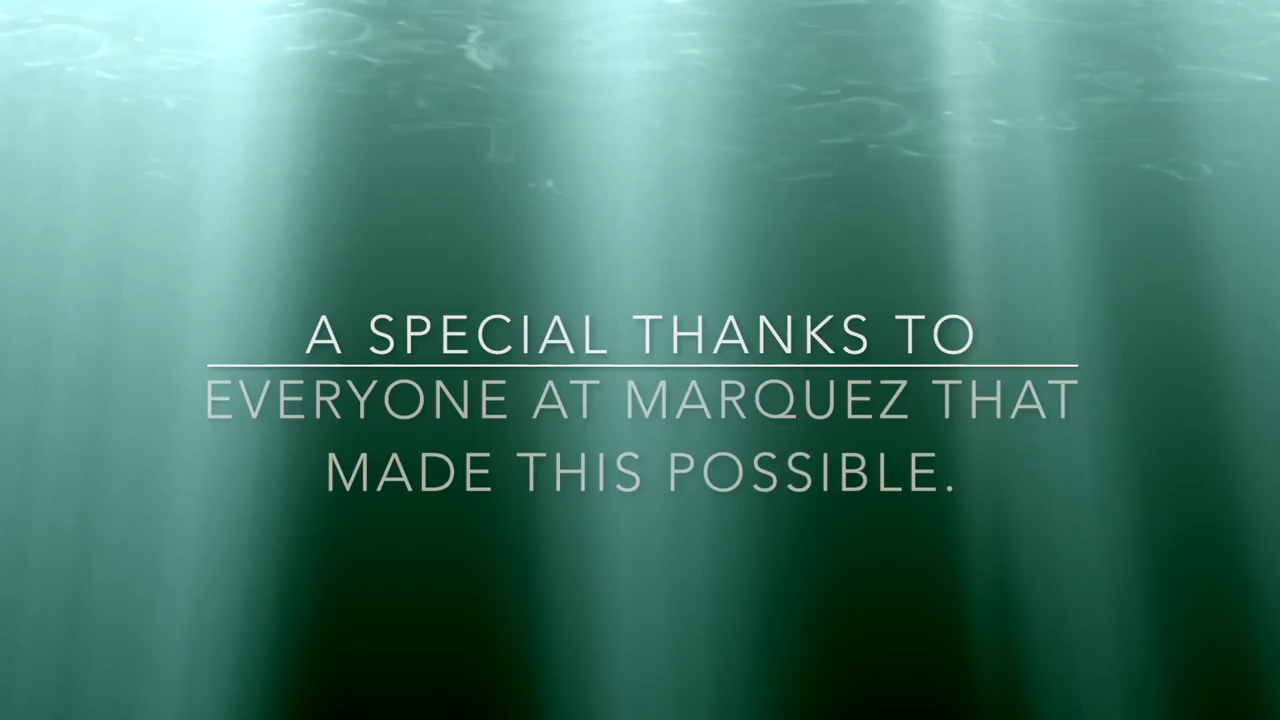 A SPECIAL THANKS TO
EVERYONE AT MARQUEZ THAT
MADE THIS POSSIBLE.